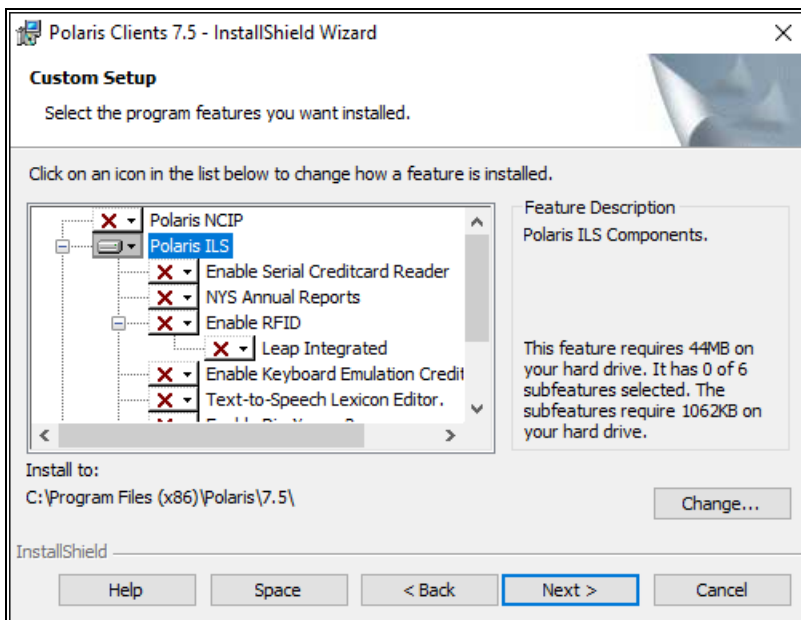 Polaris Clients 7.5 - InstallShield Wizard
Custom Setup
Select the program features you want installed.
Click on an icon in the list below to change how a feature is installed.
Polaris NCIP
Polaris ILS
Enable Serial Creditcard Reader
NYS Annual Reports
Enable RFID
Leap Integrated
Enable Keyboard Emulation Credit
Text-to-Speech Lexicon Editor.
Feature Description
Polaris ILS Components.
This feature requires 44MB on
your hard drive. It has 0 of 6
subfeatures selected. The
subfeatures require 1062KB on
your hard drive.
Install to:
C:\Program Files (x86)\Polaris\7.5\
Change...
InstallShield
Help
Space
< Back
Next >
Cancel